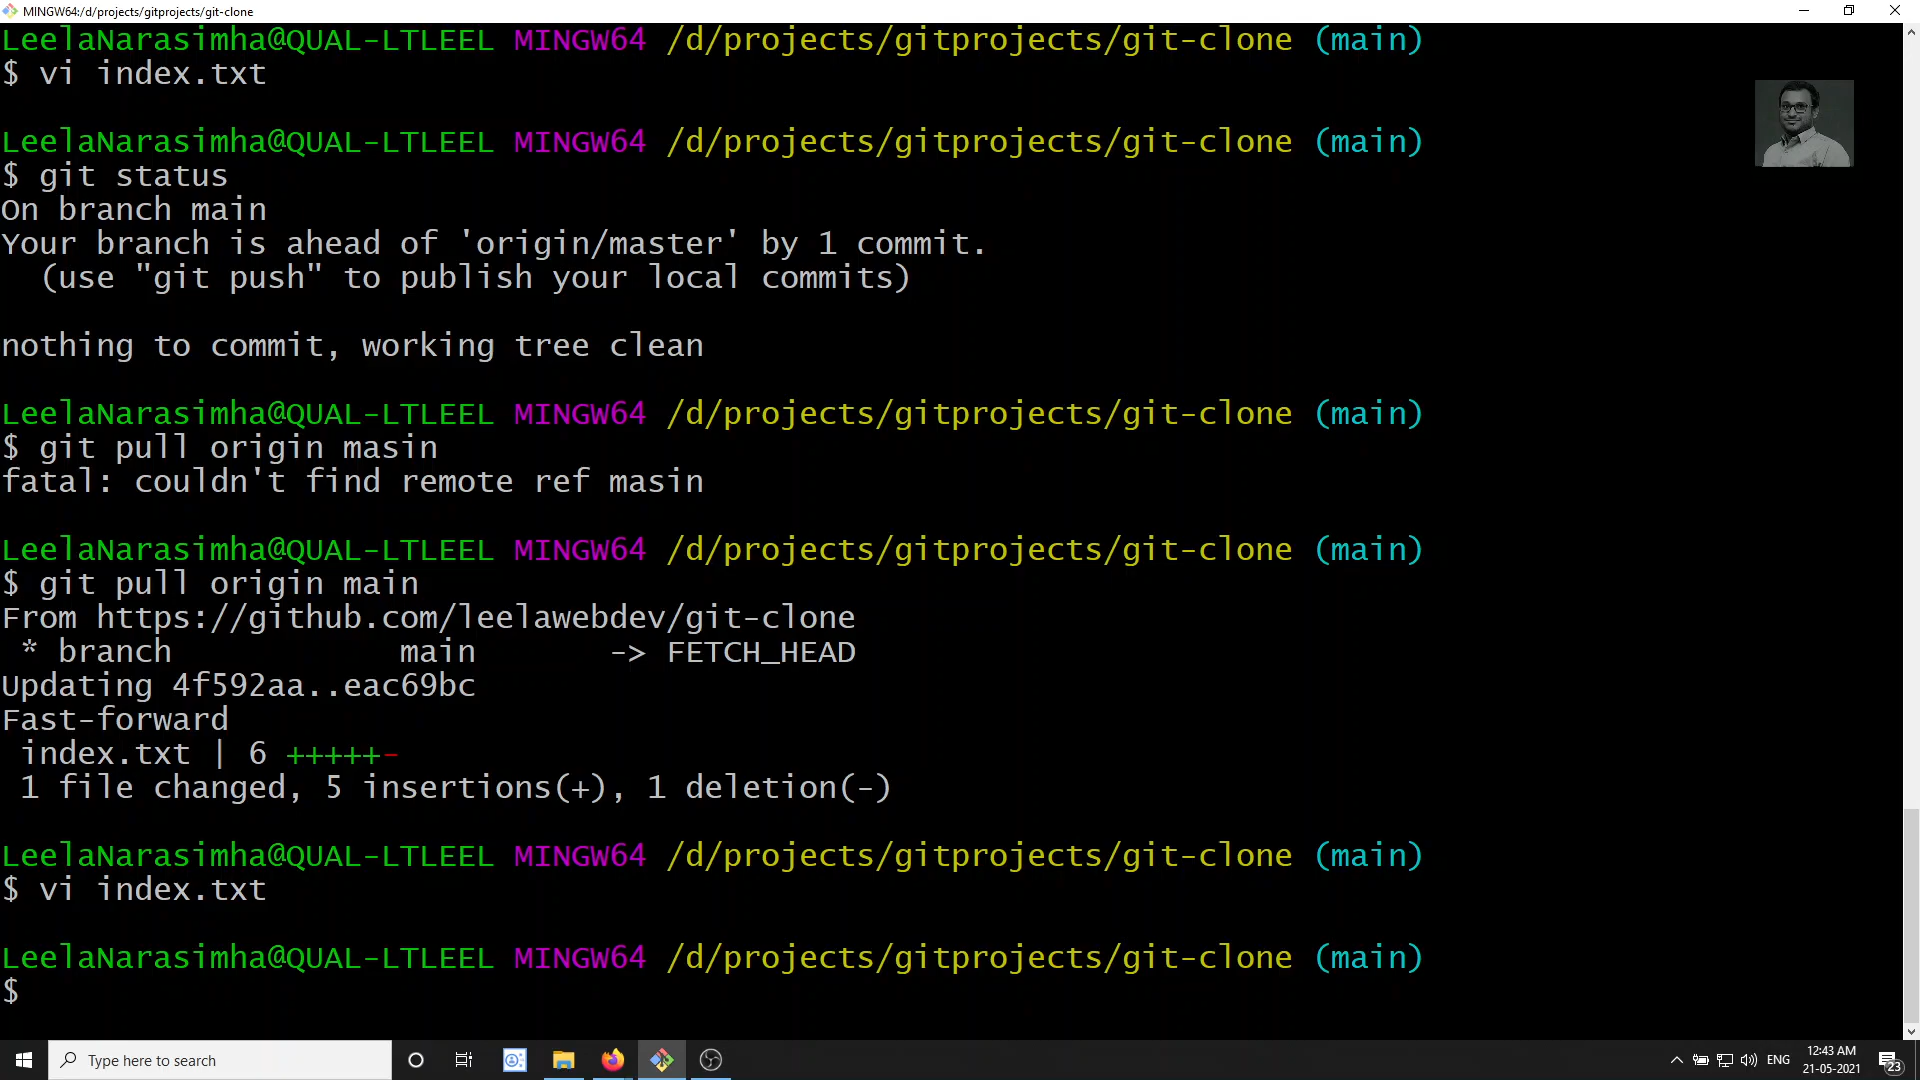 MINGW64:/d/projects/gitprojects/git-clone
LeelaNarasimha@QUAL-LTLEEL MINGW64 /d/projects/gitprojects/git-clone (main)
$ vi index.txt
LeelaNarasimha@QUAL-LTLEEL MINGW64 /d/projects/gitprojects/git-clone (main)
$ git status
On branch main
Your branch is ahead of 'origin/master' by 1 commit.
(use "git push" to publish your local commits)
nothing to commit, working tree clean
LeelaNarasimha@QUAL-LTLEEL MINGW64 /d/projects/gitprojects/git-clone (main)
$ git pull origin masin
fatal: couldn't find remote ref masin
LeelaNarasimha@QUAL-LTLEEL MINGW64 /d/projects/gitprojects/git-clone (main)
$ git pull origin main
From https://github.com/leelawebdev/git-clone
* branch main -> FETCH_HEAD
Updating 4f592aa..eac69bc
Fast-forward
index.txt | 6 +++++-
1 file changed, 5 insertions(+), 1 deletion(-)
LeelaNarasimha@QUAL-LTLEEL MINGW64 /d/projects/gitprojects/git-clone (main)
$ vi index.txt
LeelaNarasimha@QUAL-LTLEEL MINGW64 /d/projects/gitprojects/git-clone (main)
$
Type here to search
ENG
12:43 AM
21-05-2021
23